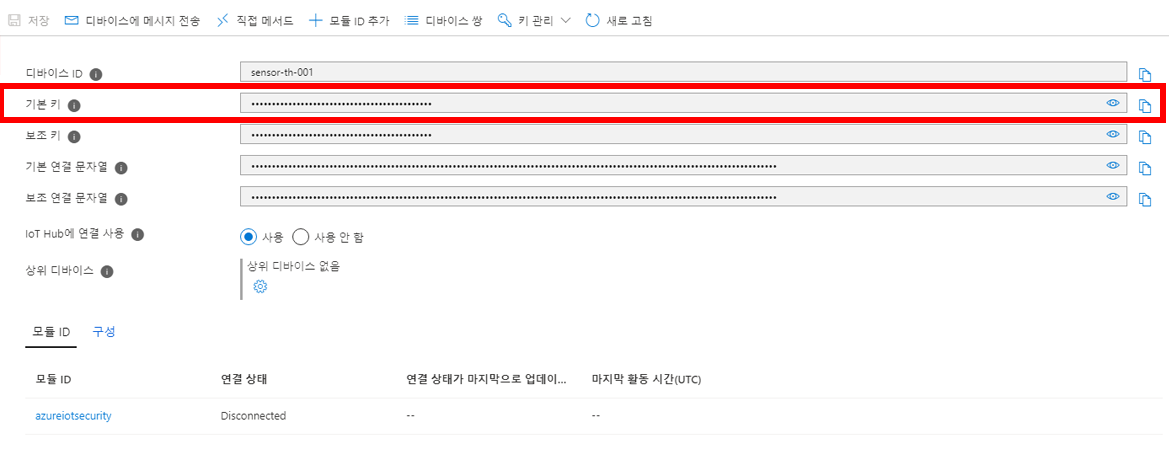 저장 디바이스에 메시지 전송 직접 메서드 모듈 ID 추가 디바이스 쌍 키 관리 새로 고침
디바이스 ID sensor-th-001
기본 키 ••••••••••••••••••••••••••••••••••••••••••••
보조 키 ••••••••••••••••••••••••••••••••••••••••••••
기본 연결 문자열 ••••••••••••••••••••••••••••••••••••••••••••••••••••••••••••••••••••••••••••••••••••••••••••••••••••••••••••••••••••••••••••••••
보조 연결 문자열 ••••••••••••••••••••••••••••••••••••••••••••••••••••••••••••••••••••••••••••••••••••••••••••••••••••••••••••••••••••••••••••••••
IoT Hub에 연결 사용 사용 사용 안 함
상위 디바이스 상위 디바이스 없음
모듈 ID 구성
모듈 ID 연결 상태 연결 상태가 마지막으로 업데이... 마지막 활동 시간(UTC)
azureiotsecurity Disconnected -- --